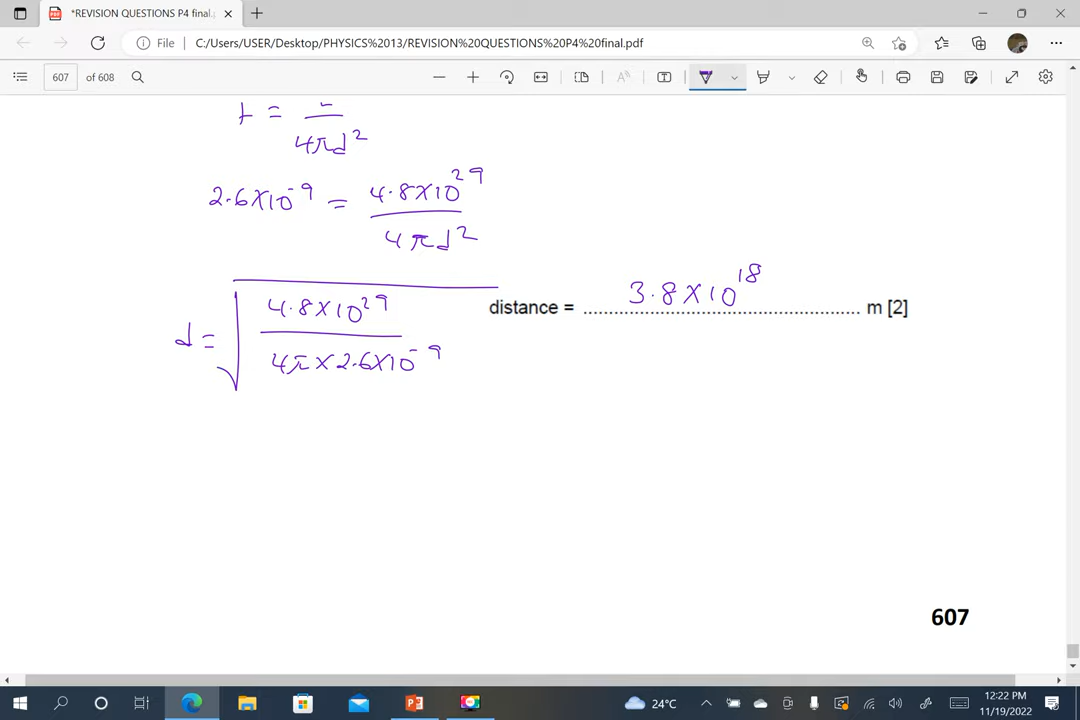 *REVISION QUESTIONS P4 final.
File C:/Users/USER/Desktop/PHYSICS%2013/REVISION%20QUESTIONS%20P4%20final.pdf
607 of 608
4πd²
2.6×10⁻⁹ = 4.8×10²⁹
4πd²
d = √
4.8×10²⁹
4π×2.6×10⁻⁹
distance = 3.8×10¹⁸ m [2]
607
24°C
12:22 PM
11/19/2022